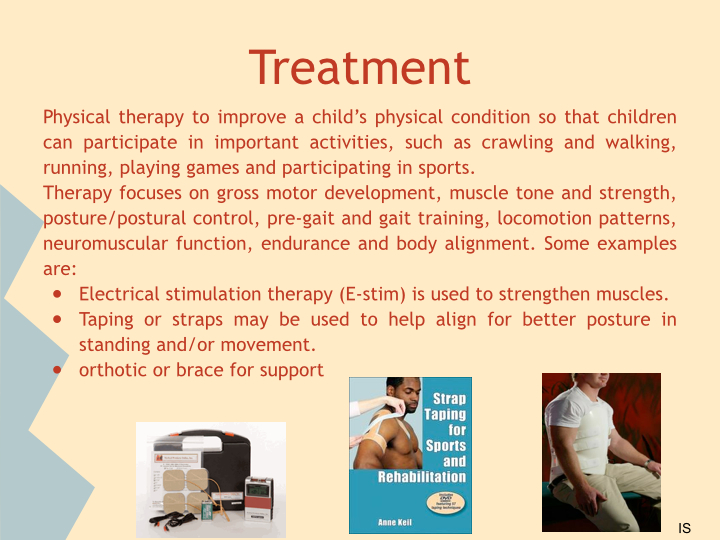 Treatment
Physical therapy to improve a child’s physical condition so that children
can participate in important activities, such as crawling and walking,
running, playing games and participating in sports.
Therapy focuses on gross motor development, muscle tone and strength,
posture/postural control, pre-gait and gait training, locomotion patterns,
neuromuscular function, endurance and body alignment. Some examples
are:
● Electrical stimulation therapy (E-stim) is used to strengthen muscles.
● Taping or straps may be used to help align for better posture in
standing and/or movement.
● orthotic or brace for support
Strap
Taping
for
Sports
and
Rehabilitation
Includes
DVD
Anne Keil
IS